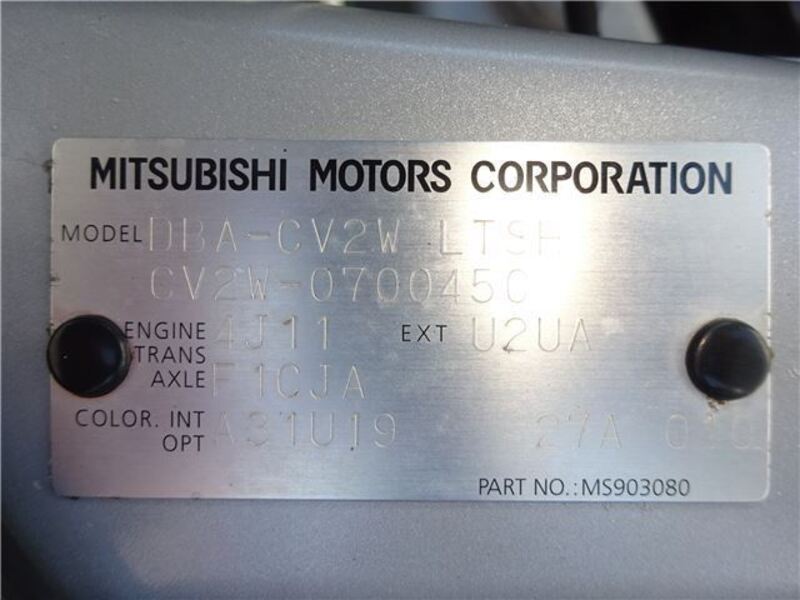 MITSUBISHI MOTORS CORPORATION
MODEL DBA-CV2W LTSH
CV2W-0700450
ENGINE 4J11 EXT U2UA
TRANS
AXLE F1CJA
COLOR. INT A31U19 27A
OPT
PART NO.:MS903080